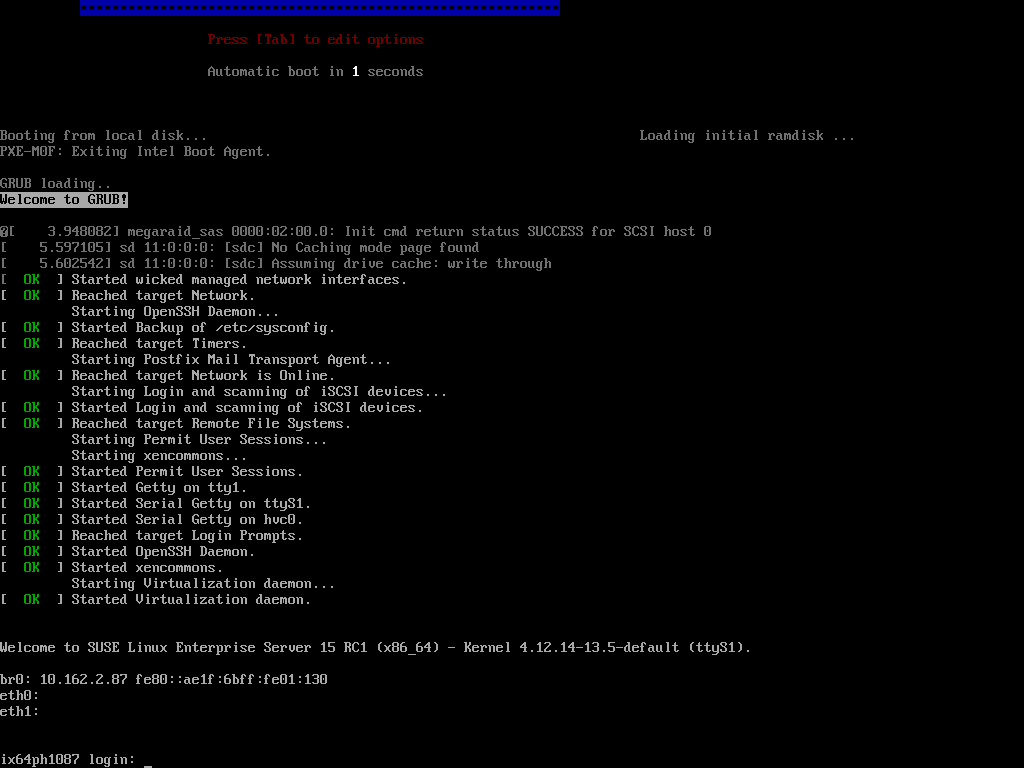 Press [Tab] to edit options
Automatic boot in 1 seconds
Booting from local disk... Loading initial ramdisk ...
PXE-M0F: Exiting Intel Boot Agent.
GRUB loading..
Welcome to GRUB!
[    3.948082] megaraid_sas 0000:02:00.0: Init cmd return status SUCCESS for SCSI host 0
[    5.597105] sd 11:0:0:0: [sdc] No Caching mode page found
[    5.602542] sd 11:0:0:0: [sdc] Assuming drive cache: write through
[  OK  ] Started wicked managed network interfaces.
[  OK  ] Reached target Network.
Starting OpenSSH Daemon...
[  OK  ] Started Backup of /etc/sysconfig.
[  OK  ] Reached target Timers.
Starting Postfix Mail Transport Agent...
[  OK  ] Reached target Network is Online.
Starting Login and scanning of iSCSI devices...
[  OK  ] Started Login and scanning of iSCSI devices.
[  OK  ] Reached target Remote File Systems.
Starting Permit User Sessions...
Starting xencommons...
[  OK  ] Started Permit User Sessions.
[  OK  ] Started Getty on tty1.
[  OK  ] Started Serial Getty on ttyS1.
[  OK  ] Started Serial Getty on hvc0.
[  OK  ] Reached target Login Prompts.
[  OK  ] Started OpenSSH Daemon.
[  OK  ] Started xencommons.
Starting Virtualization daemon...
[  OK  ] Started Virtualization daemon.
Welcome to SUSE Linux Enterprise Server 15 RC1 (x86_64) - Kernel 4.12.14-13.5-default (ttyS1).
br0: 10.162.2.87 fe80::ae1f:6bff:fe01:130
eth0:
eth1:
ix64ph1087 login: _